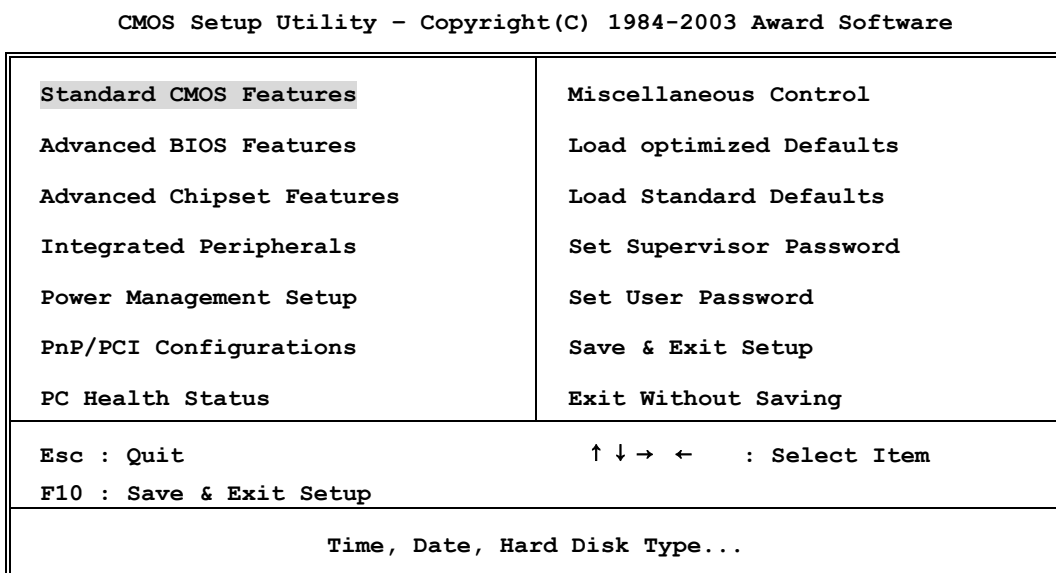 CMOS Setup Utility – Copyright(C) 1984-2003 Award Software
Standard CMOS Features
Advanced BIOS Features
Advanced Chipset Features
Integrated Peripherals
Power Management Setup
PnP/PCI Configurations
PC Health Status
Miscellaneous Control
Load optimized Defaults
Load Standard Defaults
Set Supervisor Password
Set User Password
Save & Exit Setup
Exit Without Saving
Esc : Quit
↑ ↓ → ← : Select Item
F10 : Save & Exit Setup
Time, Date, Hard Disk Type...